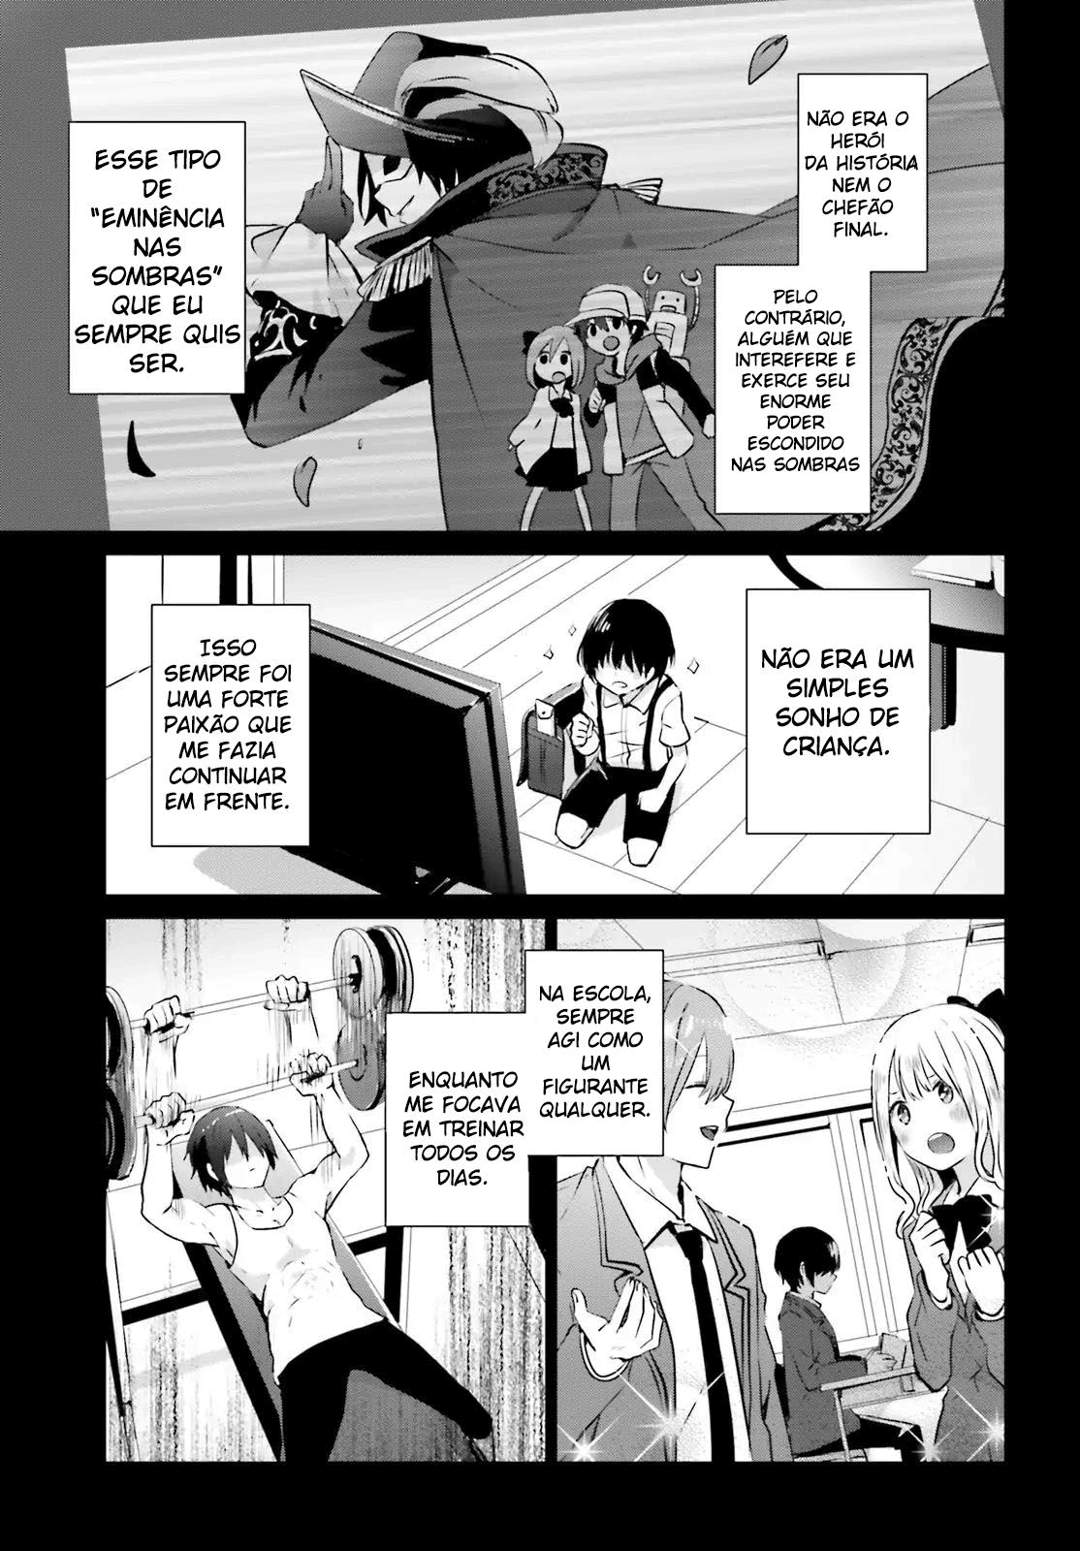 NÃO ERA O
HERÓI
DA HISTÓRIA
NEM O
CHEFÃO
FINAL.
PELO
CONTRÁRIO,
ALGUÉM QUE
INTEREFERE E
EXERCE SEU
ENORME
PODER
ESCONDIDO
NAS SOMBRAS
ESSE TIPO
DE
"EMINÊNCIA
NAS
SOMBRAS"
QUE EU
SEMPRE QUIS
SER.
NÃO ERA UM
SIMPLES
SONHO DE
CRIANÇA.
ISSO
SEMPRE FOI
UMA FORTE
PAIXÃO QUE
ME FAZIA
CONTINUAR
EM FRENTE.
NA ESCOLA,
SEMPRE
AGI COMO
UM
FIGURANTE
QUALQUER.
ENQUANTO
ME FOCAVA
EM TREINAR
TODOS OS
DIAS.